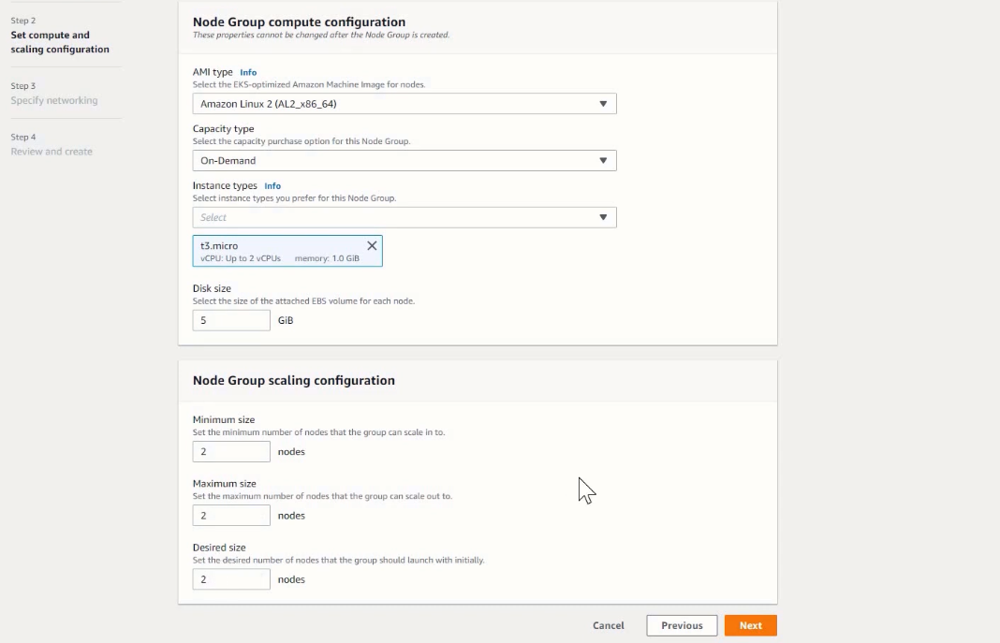 Step 2
Set compute and
scaling configuration
Step 3
Specify networking
Step 4
Review and create
Node Group compute configuration
These properties cannot be changed after the Node Group is created.
AMI type Info
Select the EKS-optimized Amazon Machine Image for nodes.
Amazon Linux 2 (AL2_x86_64)
Capacity type
Select the capacity purchase option for this Node Group.
On-Demand
Instance types Info
Select instance types you prefer for this Node Group.
Select
t3.micro
vCPU: Up to 2 vCPUs memory: 1.0 GiB
Disk size
Select the size of the attached EBS volume for each node.
5 GiB
Node Group scaling configuration
Minimum size
Set the minimum number of nodes that the group can scale in to.
2 nodes
Maximum size
Set the maximum number of nodes that the group can scale out to.
2 nodes
Desired size
Set the desired number of nodes that the group should launch with initially.
2 nodes
Cancel Previous Next